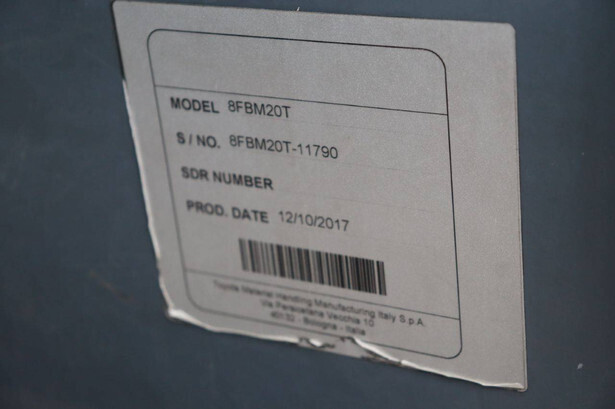 MODEL 8FBM20T
S / NO. 8FBM20T-11790
SDR NUMBER
PROD. DATE 12/10/2017
Toyota Material Handling Manufacturing Italy S.p.A.
Via Persicetana Vecchia 10
40132 - Bologna - Italia